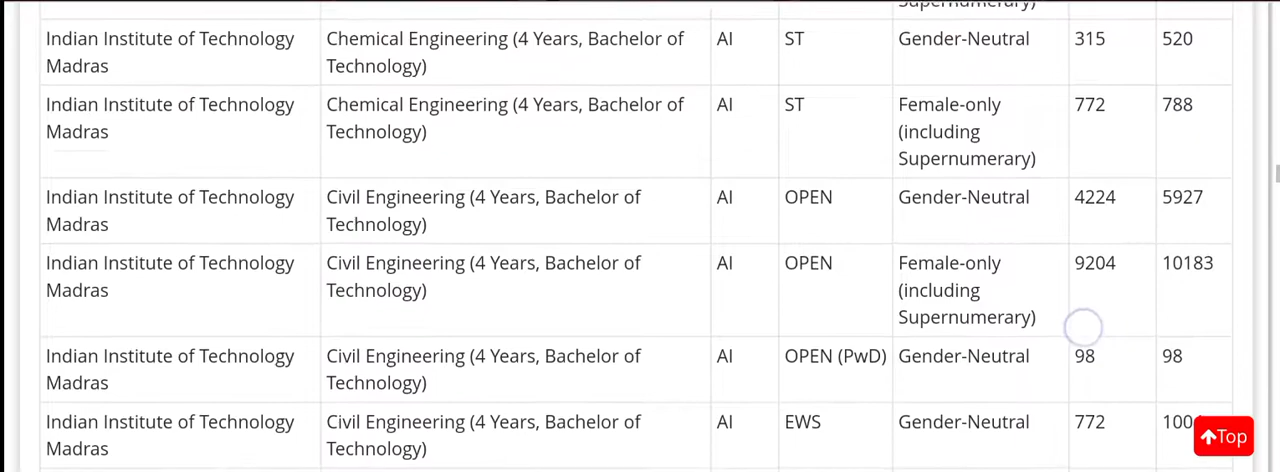 Indian Institute of Technology Madras Chemical Engineering (4 Years, Bachelor of Technology) AI ST Gender-Neutral 315 520
Indian Institute of Technology Madras Chemical Engineering (4 Years, Bachelor of Technology) AI ST Female-only (including Supernumerary) 772 788
Indian Institute of Technology Madras Civil Engineering (4 Years, Bachelor of Technology) AI OPEN Gender-Neutral 4224 5927
Indian Institute of Technology Madras Civil Engineering (4 Years, Bachelor of Technology) AI OPEN Female-only (including Supernumerary) 9204 10183
Indian Institute of Technology Madras Civil Engineering (4 Years, Bachelor of Technology) AI OPEN (PwD) Gender-Neutral 98 98
Indian Institute of Technology Madras Civil Engineering (4 Years, Bachelor of Technology) AI EWS Gender-Neutral 772
Top